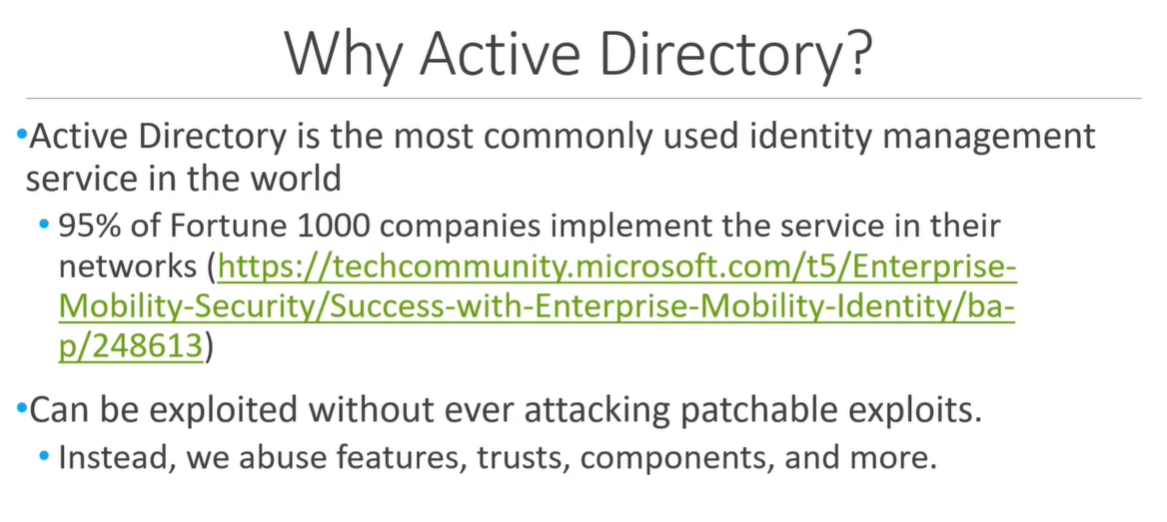 Why Active Directory?
•Active Directory is the most commonly used identity management
service in the world
• 95% of Fortune 1000 companies implement the service in their
networks (https://techcommunity.microsoft.com/t5/Enterprise-
Mobility-Security/Success-with-Enterprise-Mobility-Identity/ba-
p/248613)
•Can be exploited without ever attacking patchable exploits.
• Instead, we abuse features, trusts, components, and more.